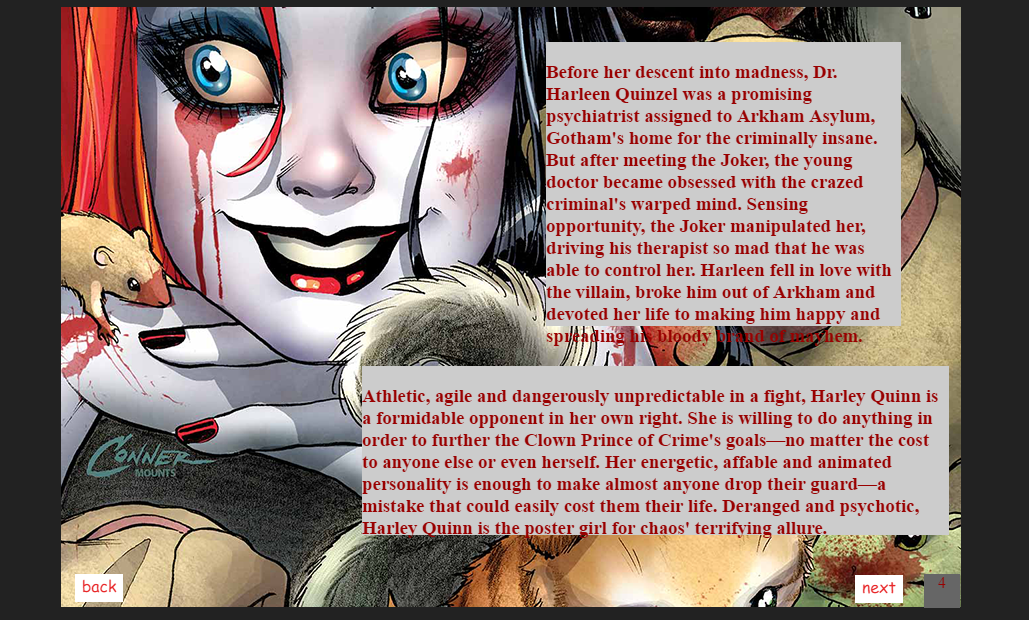 Before her descent into madness, Dr.
Harleen Quinzel was a promising
psychiatrist assigned to Arkham Asylum,
Gotham's home for the criminally insane.
But after meeting the Joker, the young
doctor became obsessed with the crazed
criminal's warped mind. Sensing
opportunity, the Joker manipulated her,
driving his therapist so mad that he was
able to control her. Harleen fell in love with
the villain, broke him out of Arkham and
devoted her life to making him happy and
spreading his bloody brand of mayhem.
Athletic, agile and dangerously unpredictable in a fight, Harley Quinn is
a formidable opponent in her own right. She is willing to do anything in
order to further the Clown Prince of Crime's goals—no matter the cost
to anyone else or even herself. Her energetic, affable and animated
personality is enough to make almost anyone drop their guard—a
mistake that could easily cost them their life. Deranged and psychotic,
Harley Quinn is the poster girl for chaos' terrifying allure.
CONNER
MOUNTS
back
next
4